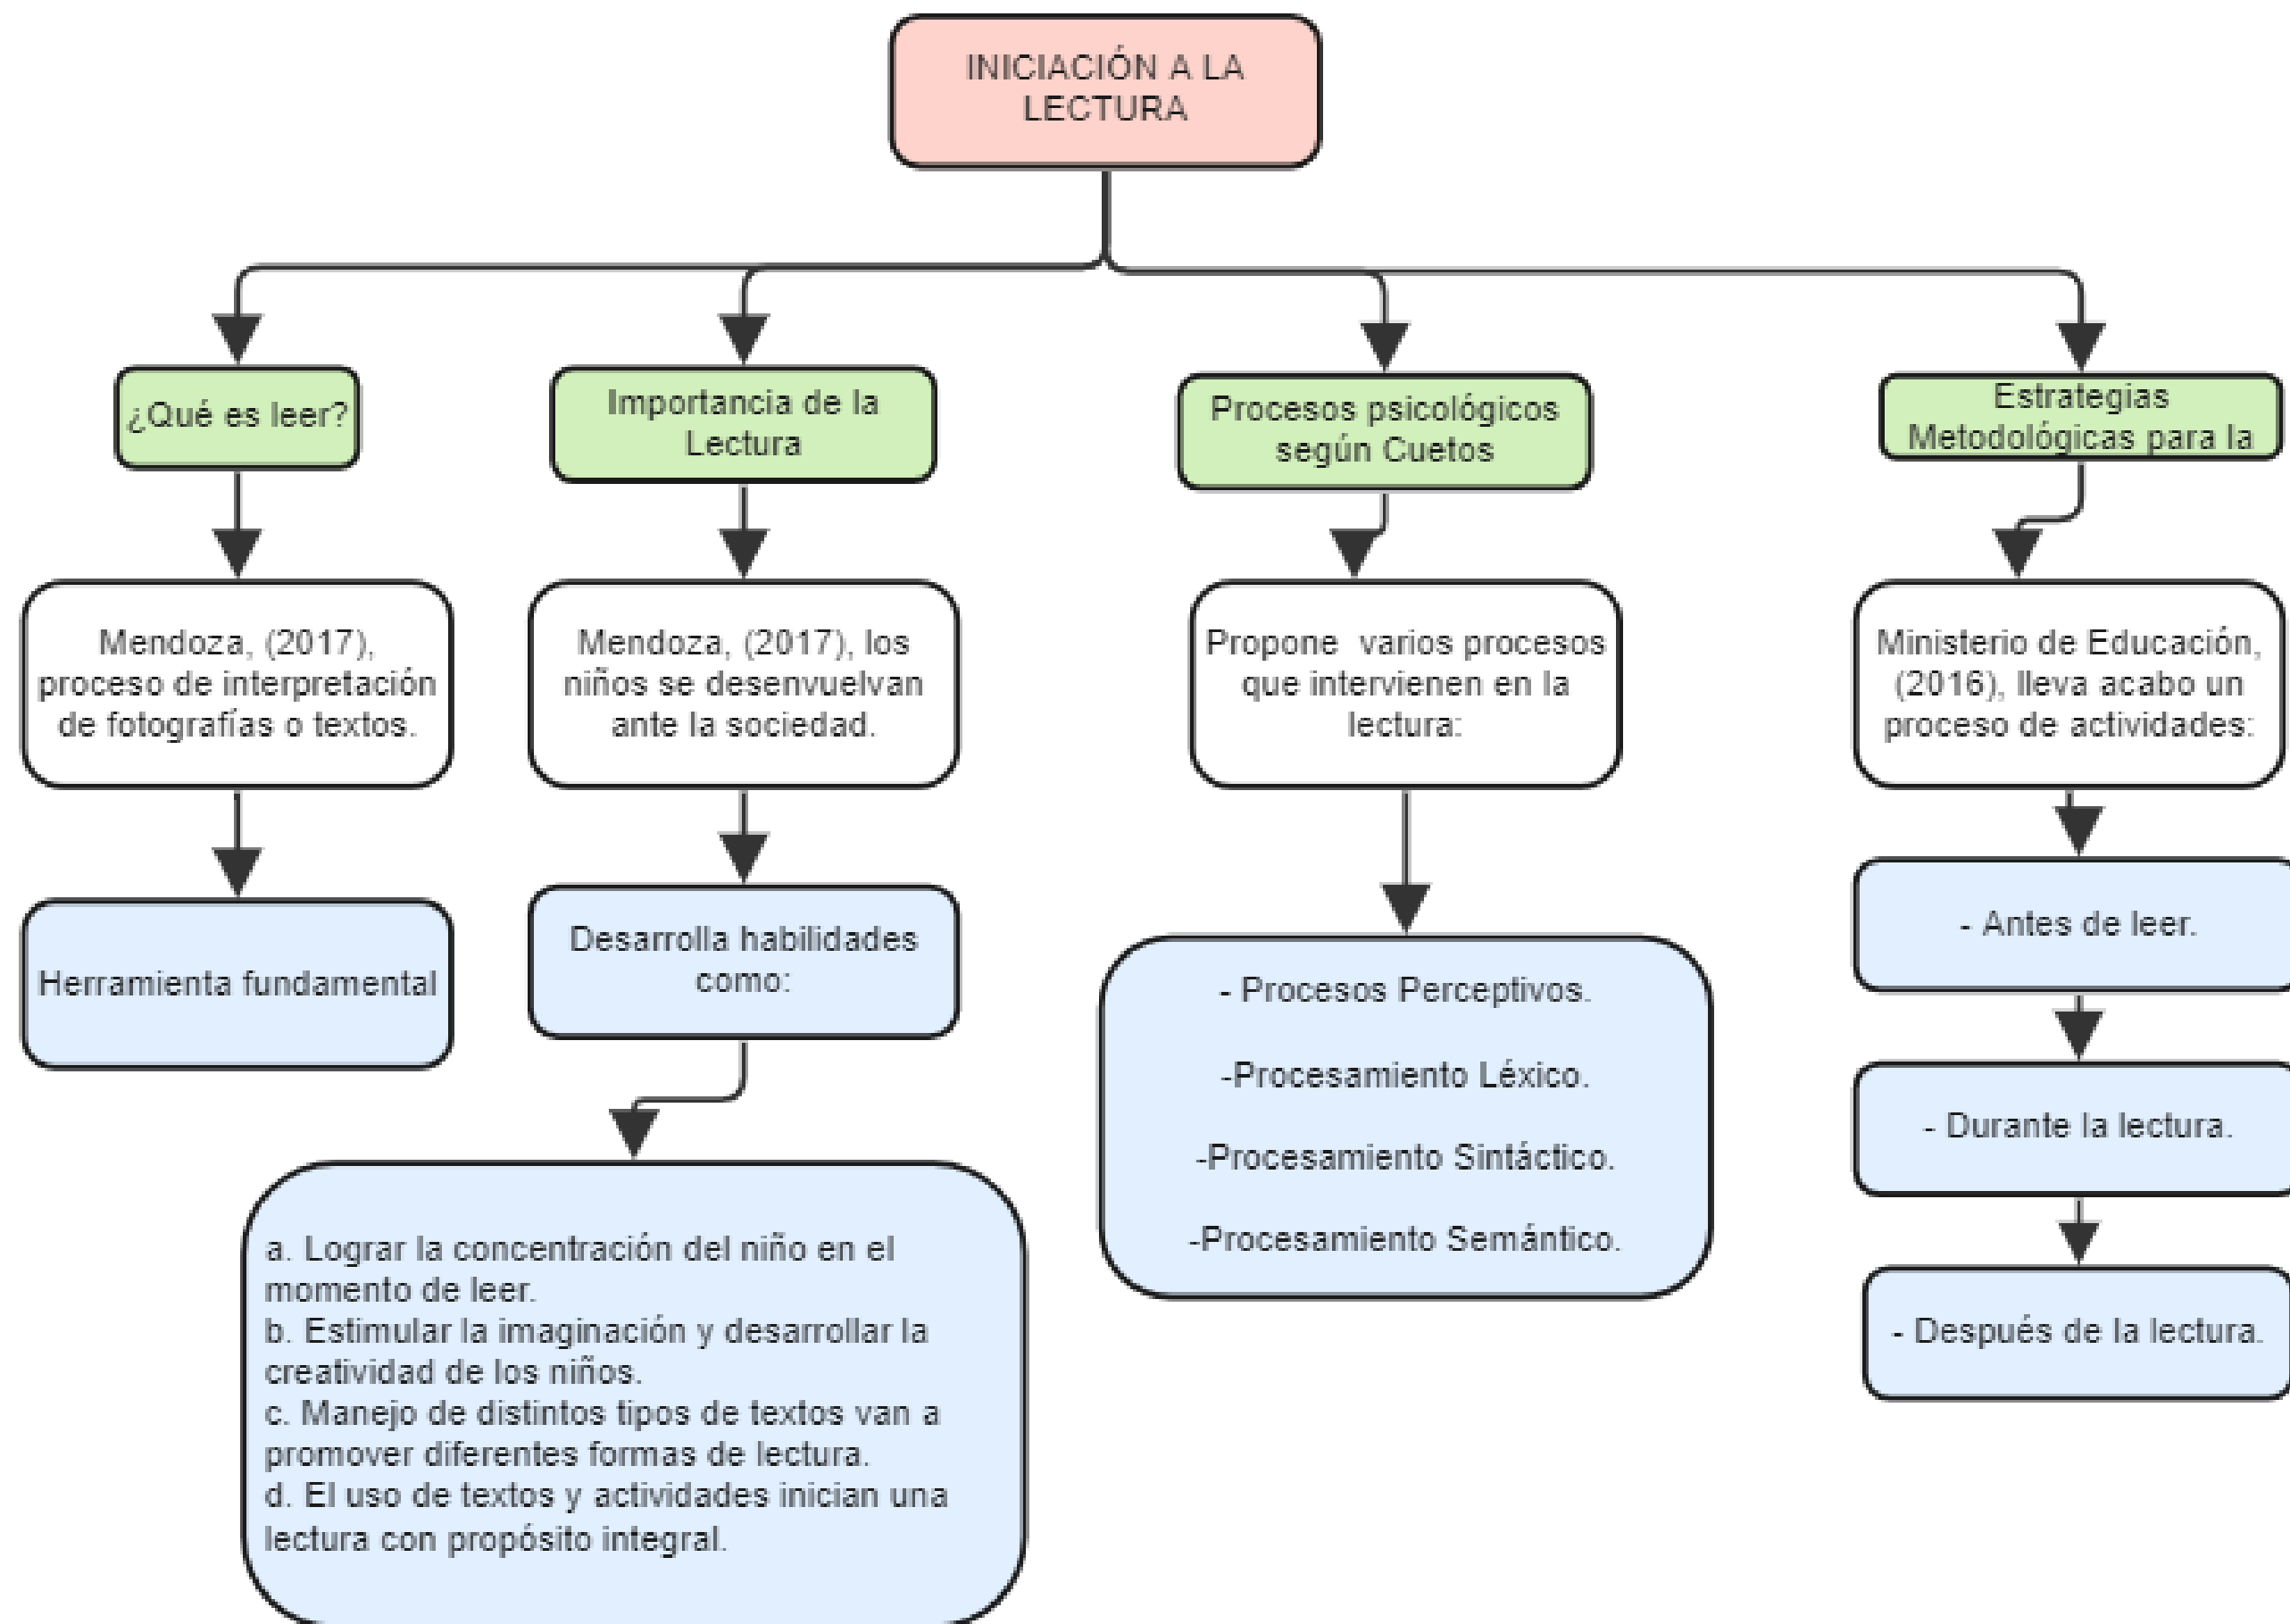 INICIACIÓN A LA
LECTURA
¿Qué es leer?
Mendoza, (2017),
proceso de interpretación
de fotografías o textos.
Herramienta fundamental
Importancia de la
Lectura
Mendoza, (2017), los
niños se desenvuelvan
ante la sociedad.
Desarrolla habilidades
como:
a. Lograr la concentración del niño en el
momento de leer.
b. Estimular la imaginación y desarrollar la
creatividad de los niños.
c. Manejo de distintos tipos de textos van a
promover diferentes formas de lectura.
d. El uso de textos y actividades inician una
lectura con propósito integral.
Procesos psicológicos
según Cuetos
Propone  varios procesos
que intervienen en la
lectura:
- Procesos Perceptivos.
-Procesamiento Léxico.
-Procesamiento Sintáctico.
-Procesamiento Semántico.
Estrategias
Metodológicas para la
Ministerio de Educación,
(2016), lleva acabo un
proceso de actividades:
- Antes de leer.
- Durante la lectura.
- Después de la lectura.